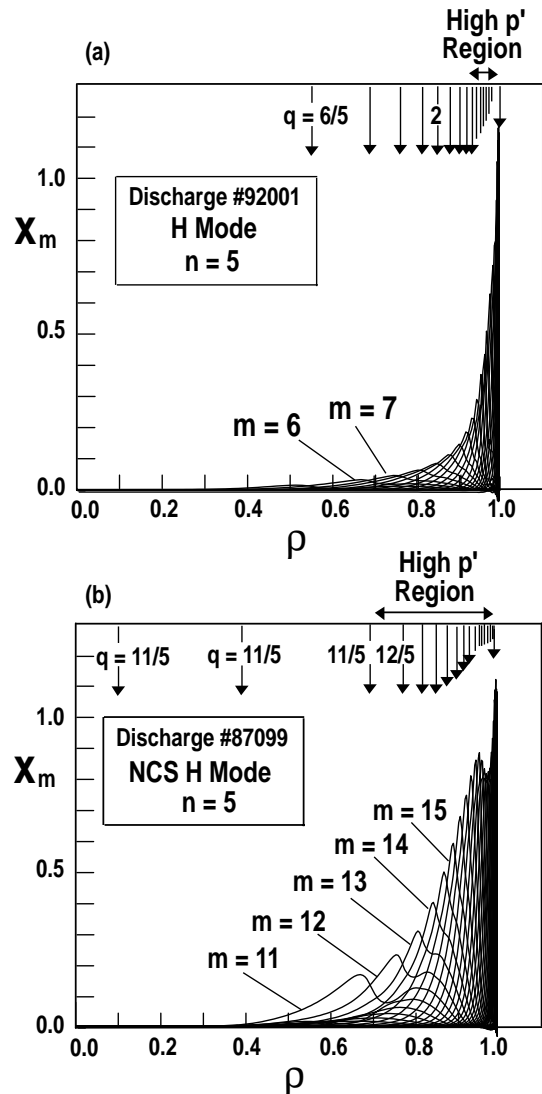 High p'
Region
(a)
q = 6/5
2
Discharge #92001
H Mode
n = 5
1.0
Xm
0.5
m = 7
m = 6
0.0
0.0 0.2 0.4 0.6 0.8 1.0
ρ
High p'
Region
(b)
q = 11/5 q = 11/5 11/5 12/5
1.0
Discharge #87099
NCS H Mode
n = 5
Xm
m = 15
0.5
m = 14
m = 13
m = 12
m = 11
0.0
0.0 0.2 0.4 0.6 0.8 1.0
ρ